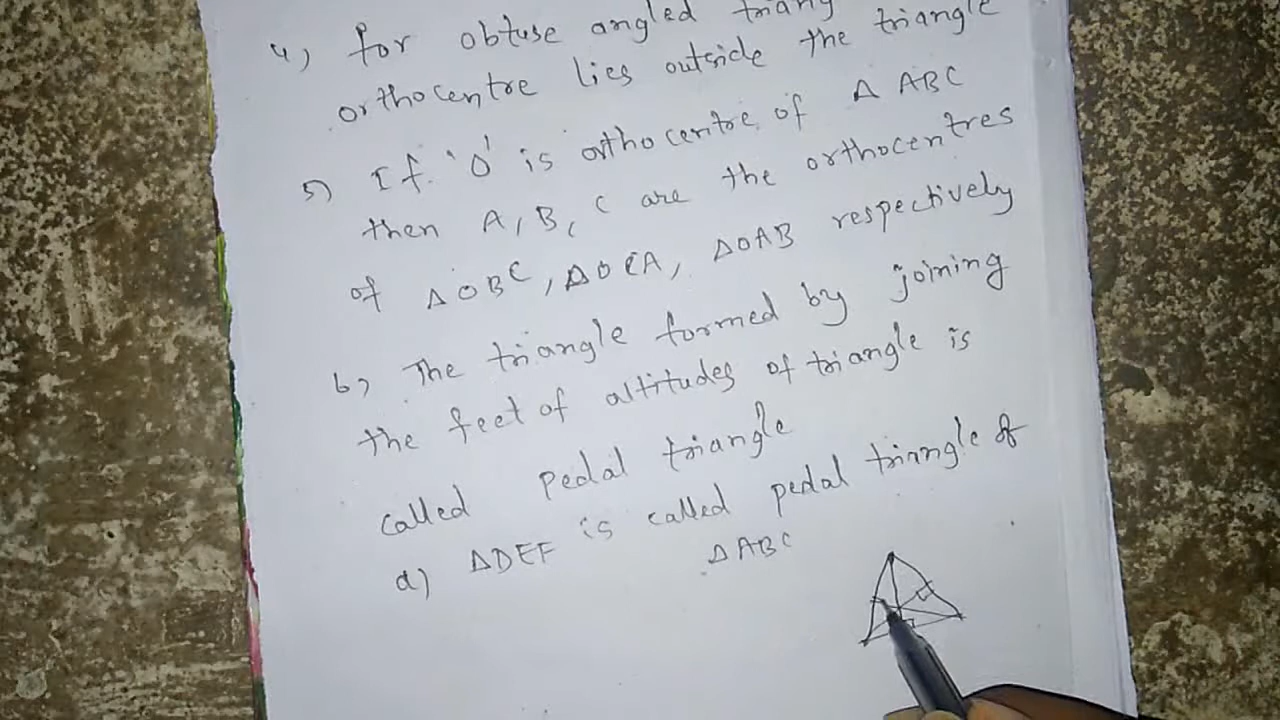 4) for obtuse angled triang
orthocentre lies outside the triangle
5) If 'O' is orthocentre of Δ ABC
then A, B, C are the orthocentres
of ΔOBC, ΔOCA, ΔOAB respectively
6) The triangle formed by joining
the feet of altitudes of triangle is
called pedal triangle
a) ΔDEF is called pedal triangle of
ΔABC